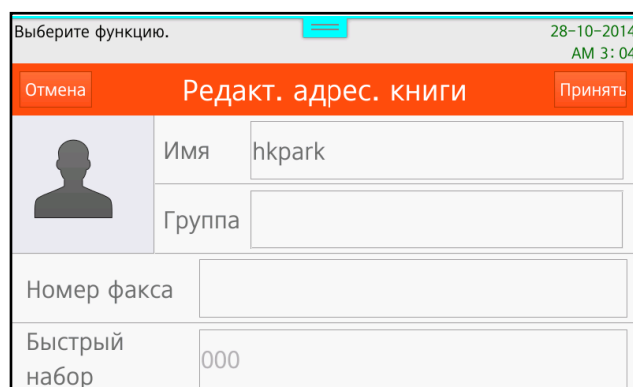 Выберите функцию.
28-10-2014
AM 3:04
Отмена
Редакт. адрес. книги
Принять
Имя
hkpark
Группа
Номер факса
Быстрый
набор
000